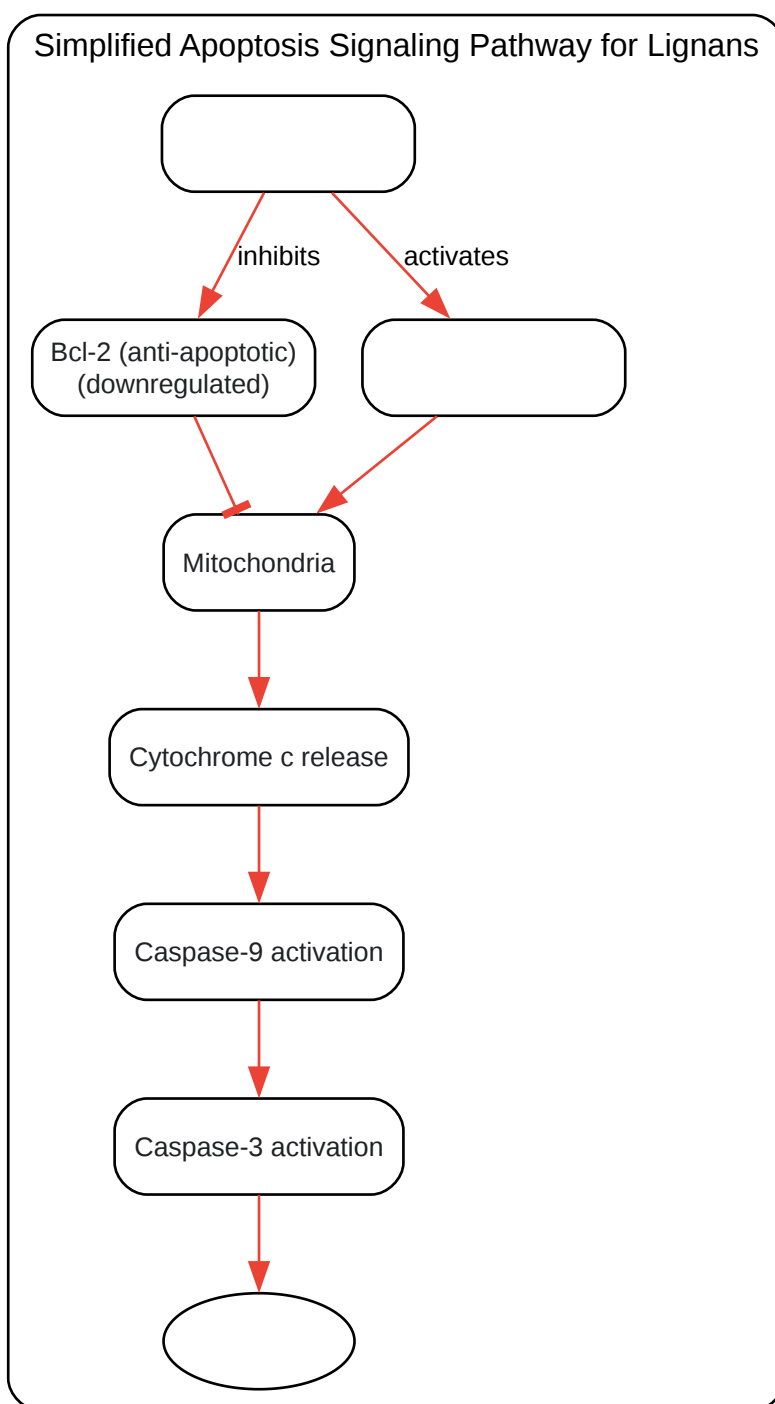 Simplified Apoptosis Signaling Pathway for Lignans
inhibits
activates
Bcl-2 (anti-apoptotic)
(downregulated)
Mitochondria
Cytochrome c release
Caspase-9 activation
Caspase-3 activation